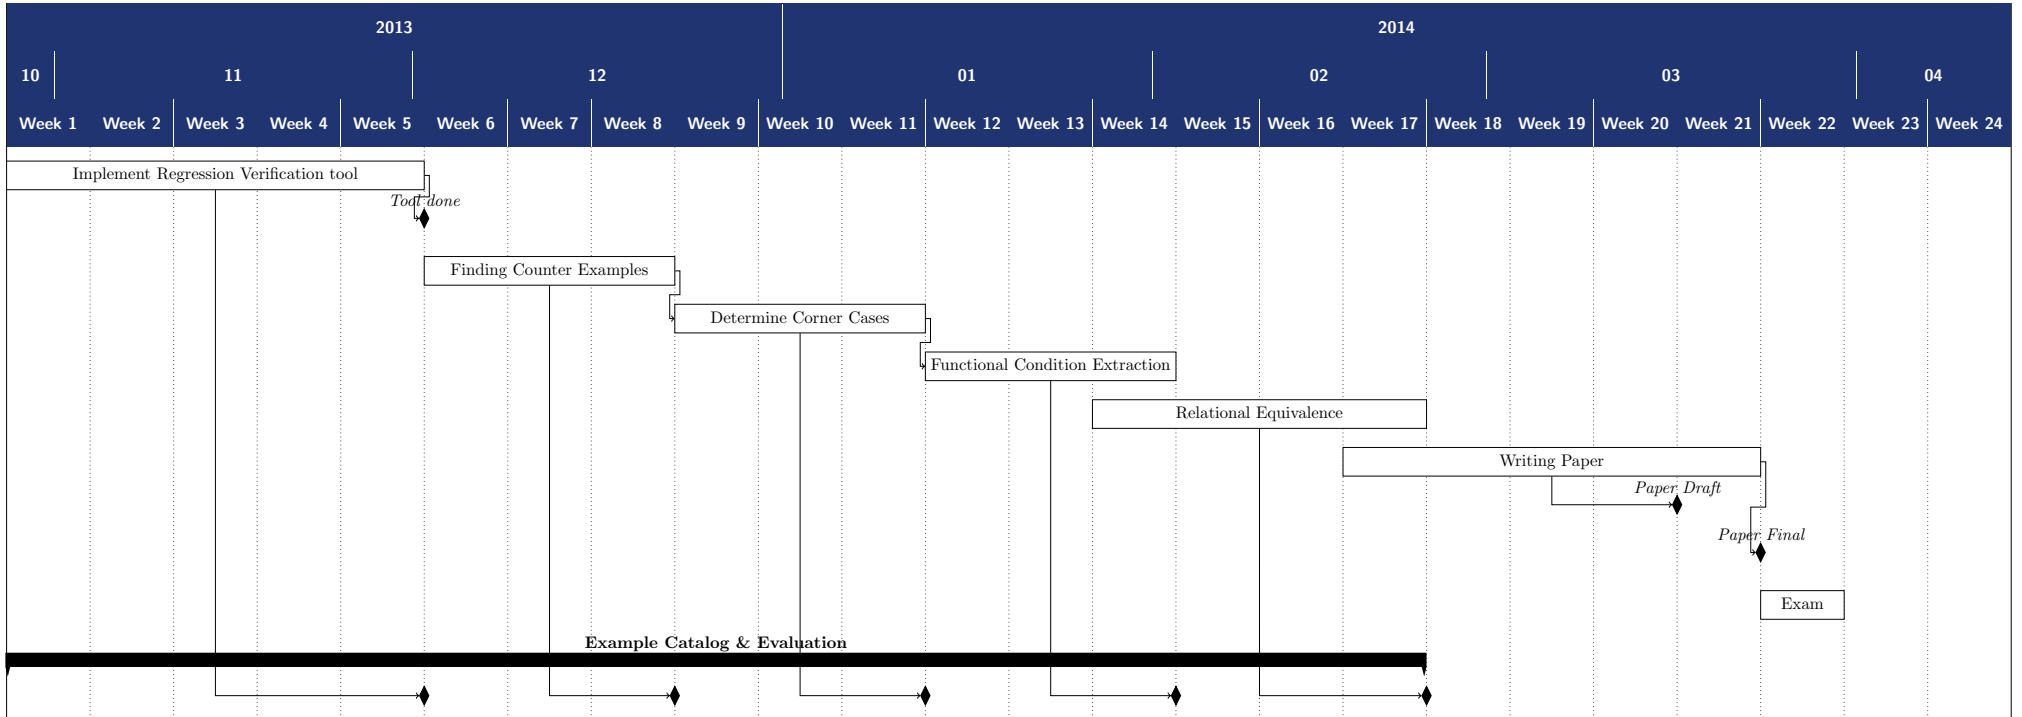 2013 2014
10 11 12 01 02 03 04
Week 1 Week 2 Week 3 Week 4 Week 5 Week 6 Week 7 Week 8 Week 9 Week 10 Week 11 Week 12 Week 13 Week 14 Week 15 Week 16 Week 17 Week 18 Week 19 Week 20 Week 21 Week 22 Week 23 Week 24
Implement Regression Verification tool
Tool done
Finding Counter Examples
Determine Corner Cases
Functional Condition Extraction
Relational Equivalence
Writing Paper
Paper Draft
Paper Final
Exam
Example Catalog & Evaluation